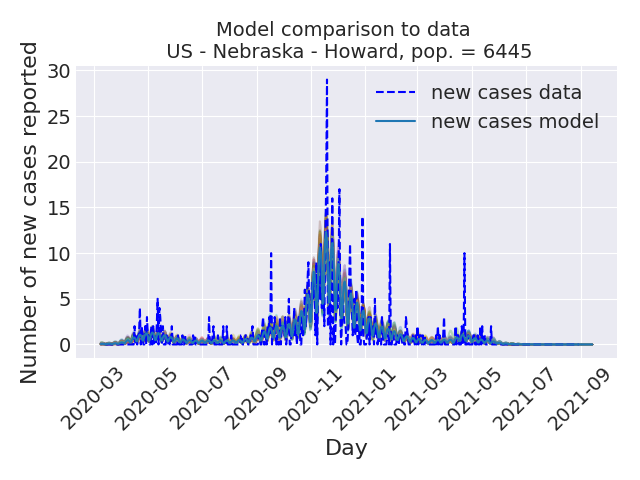 Model comparison to data
US - Nebraska - Howard, pop. = 6445
Number of new cases reported
30
25
20
15
10
5
0
new cases data
new cases model
2020-03
2020-05
2020-07
2020-09
2020-11
2021-01
2021-03
2021-05
2021-07
2021-09
Day